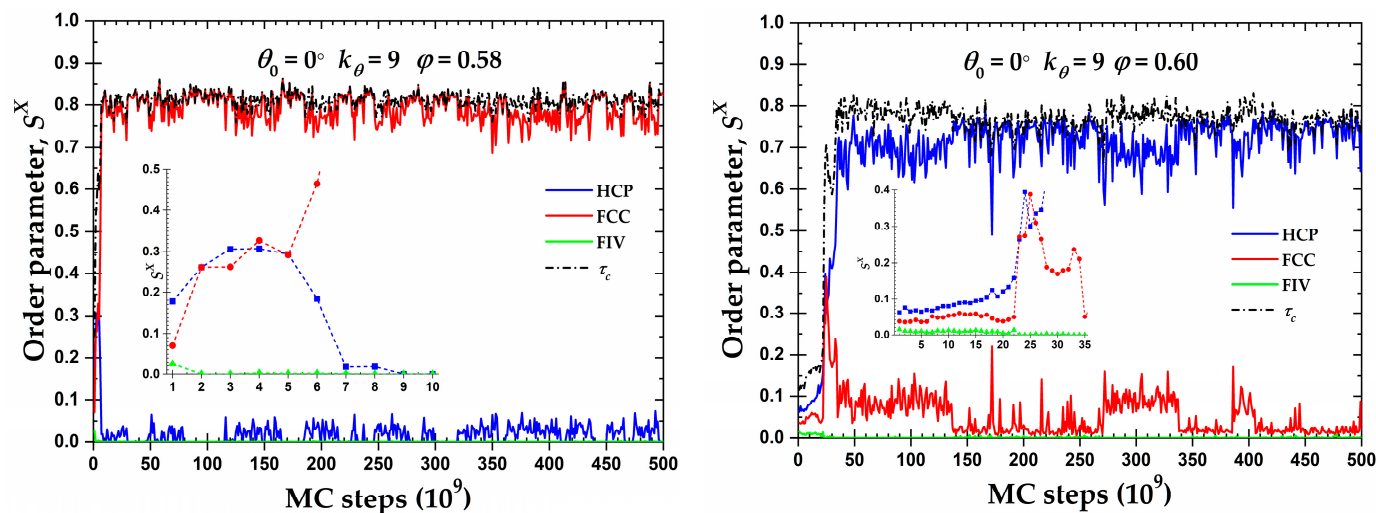 θ0 = 0° kθ = 9 φ = 0.58
Order parameter, S^X
1.0
0.9
0.8
0.7
0.6
0.5
0.4
0.3
0.2
0.1
0.0
0 50 100 150 200 250 300 350 400 450 500
MC steps (10^9)
HCP
FCC
FIV
τc
S^X
0.5
0.4
0.3
0.2
0.1
0.0
1 2 3 4 5 6 7 8 9 10
θ0 = 0° kθ = 9 φ = 0.60
Order parameter, S^X
1.0
0.9
0.8
0.7
0.6
0.5
0.4
0.3
0.2
0.1
0.0
0 50 100 150 200 250 300 350 400 450 500
MC steps (10^9)
HCP
FCC
FIV
τc
S^X
0.4
0.3
0.2
0.1
0.0
5 10 15 20 25 30 35